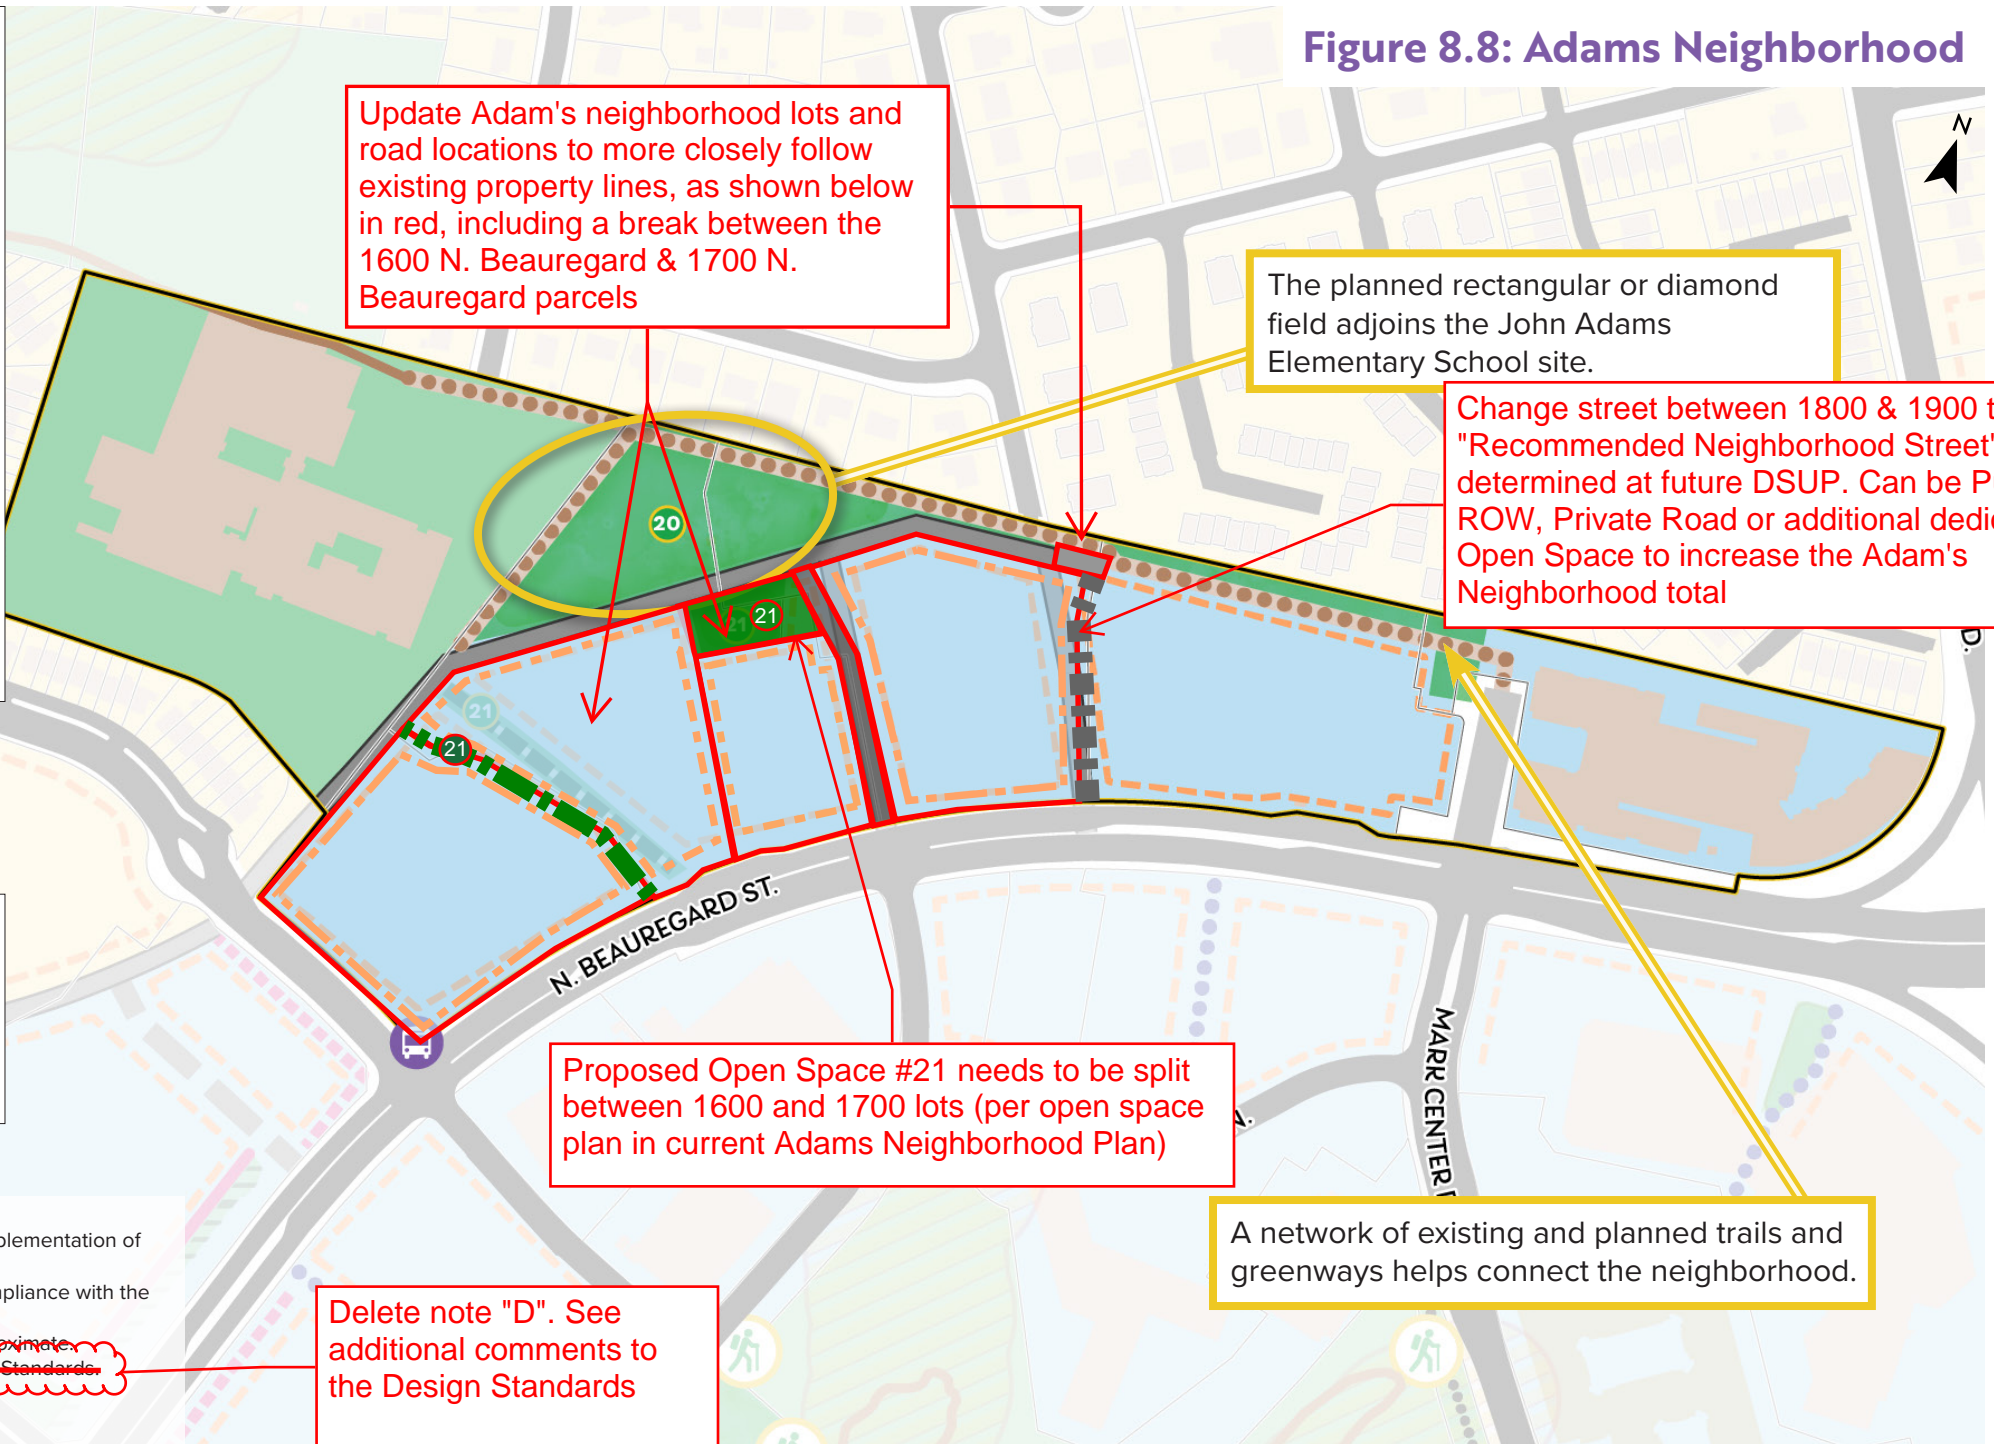 Figure 8.8: Adams Neighborhood
N
Update Adam's neighborhood lots and
road locations to more closely follow
existing property lines, as shown below
in red, including a break between the
1600 N. Beauregard & 1700 N.
Beauregard parcels
The planned rectangular or diamond
field adjoins the John Adams
Elementary School site.
Change street between 1800 & 1900 t
"Recommended Neighborhood Street"
determined at future DSUP. Can be P
ROW, Private Road or additional dedi
Open Space to increase the Adam's
Neighborhood total
20
21
21
21
21
D.
N. BEAUREGARD ST.
MARK CENTER
N.
Proposed Open Space #21 needs to be split
between 1600 and 1700 lots (per open space
plan in current Adams Neighborhood Plan)
A network of existing and planned trails and
greenways helps connect the neighborhood.
plementation of
mpliance with the
oximate.
Standards.
Delete note "D". See
additional comments to
the Design Standards